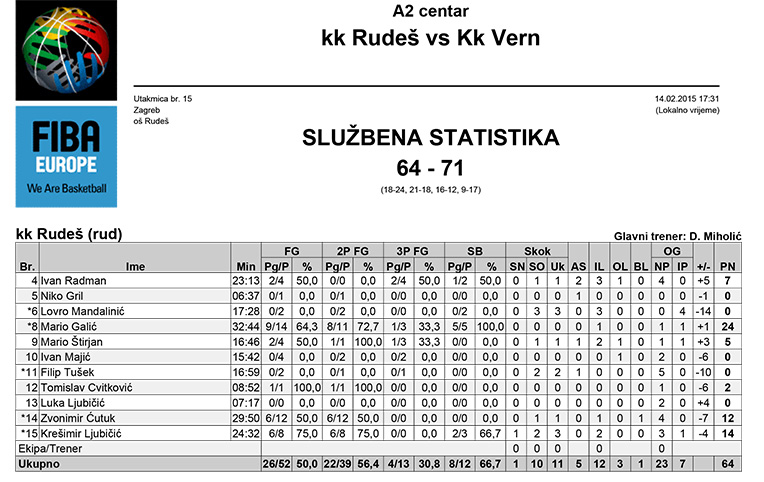 A2 centar
kk Rudeš vs Kk Vern
Utakmica br. 15
Zagreb
oš Rudeš
14.02.2015 17:31
(Lokalno vrijeme)
FIBA
EUROPE
We Are Basketball
SLUŽBENA STATISTIKA
64 - 71
(18-24, 21-18, 16-12, 9-17)
kk Rudeš (rud) Glavni trener: D. Miholić
FG 2P FG 3P FG SB Skok OG
Br. Ime Min Pg/P % Pg/P % Pg/P % Pg/P % SN SO Uk AS IL OL BL NP IP +/- PN
4 Ivan Radman 23:13 2/4 50,0 0/0 0,0 2/4 50,0 1/2 50,0 0 1 1 2 3 1 0 4 0 +5 7
5 Niko Gril 06:37 0/1 0,0 0/1 0,0 0/0 0,0 0/0 0,0 0 0 0 0 0 0 0 0 0 -1 0
*6 Lovro Mandalinić 17:28 0/2 0,0 0/2 0,0 0/0 0,0 0/0 0,0 0 3 3 0 3 0 0 0 4 -14 0
*8 Mario Galić 32:44 9/14 64,3 8/11 72,7 1/3 33,3 5/5 100,0 0 0 0 0 1 0 0 1 1 +1 24
9 Mario Štirjan 16:46 2/4 50,0 1/1 100,0 1/3 33,3 0/0 0,0 0 1 1 1 2 1 0 1 1 +3 5
10 Ivan Majić 15:42 0/4 0,0 0/2 0,0 0/2 0,0 0/0 0,0 0 0 0 0 0 1 0 2 0 -6 0
*11 Filip Tušek 16:59 0/2 0,0 0/1 0,0 0/1 0,0 0/0 0,0 0 2 2 1 0 0 0 5 0 -10 0
12 Tomislav Cvitković 08:52 1/1 100,0 1/1 100,0 0/0 0,0 0/0 0,0 0 0 0 0 0 0 0 1 0 -6 2
13 Luka Ljubičić 07:17 0/0 0,0 0/0 0,0 0/0 0,0 0/0 0,0 0 0 0 0 0 0 0 2 0 +4 0
*14 Zvonimir Ćutuk 29:50 6/12 50,0 6/12 50,0 0/0 0,0 0/0 0,0 0 1 1 0 1 0 1 4 0 -7 12
*15 Krešimir Ljubičić 24:32 6/8 75,0 6/8 75,0 0/0 0,0 2/3 66,7 1 2 3 0 2 0 0 3 1 -4 14
Ekipa/Trener 0 0 0 0 0 0
Ukupno 26/52 50,0 22/39 56,4 4/13 30,8 8/12 66,7 1 10 11 5 12 3 1 23 7 64